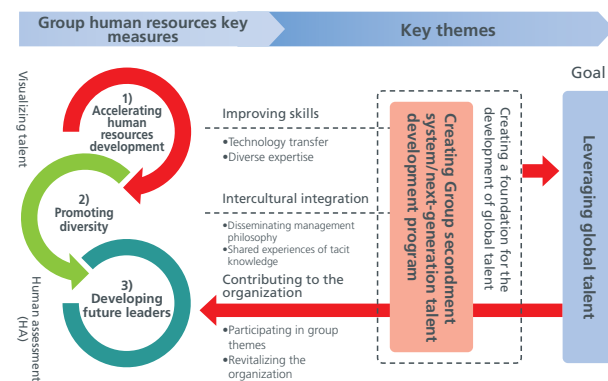 Group human resources key
measures
Key themes
Goal
Visualizing talent
1)
Accelerating
human
resources
development
2)
Promoting
diversity
3)
Developing
future leaders
Human assessment
(HA)
Improving skills
•Technology transfer
•Diverse expertise
Intercultural integration
•Disseminating management
philosophy
•Shared experiences of tacit
knowledge
Contributing to the
organization
•Participating in group
themes
•Revitalizing the
organization
Creating Group secondment
system/next-generation talent
development program
Creating a foundation for the
development of global talent
Leveraging global talent